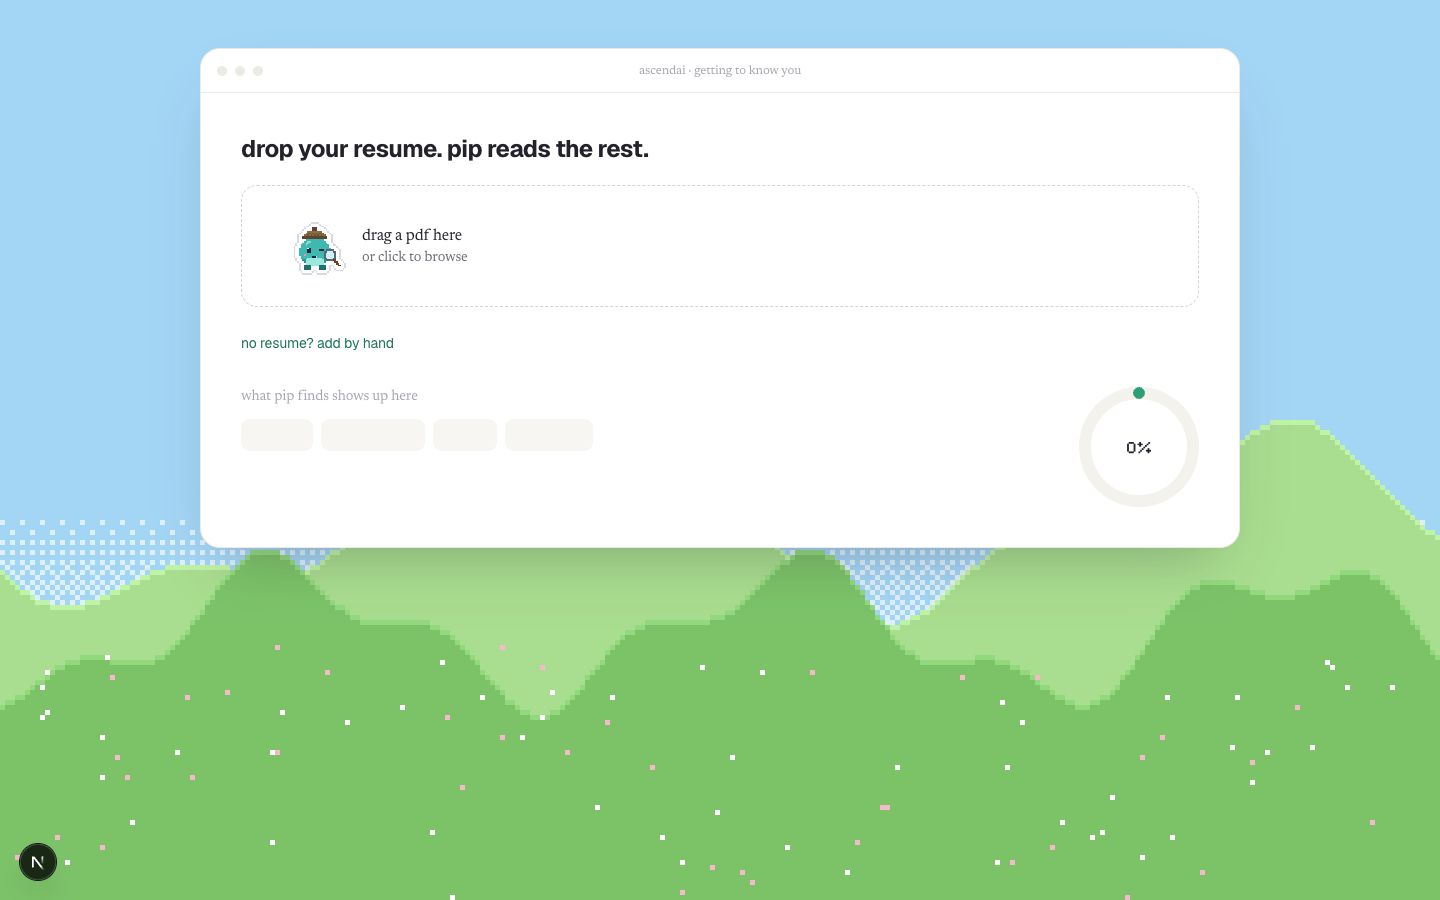 ascendai · getting to know you
drop your resume. pip reads the rest.
drag a pdf here
or click to browse
no resume? add by hand
what pip finds shows up here
0%
N